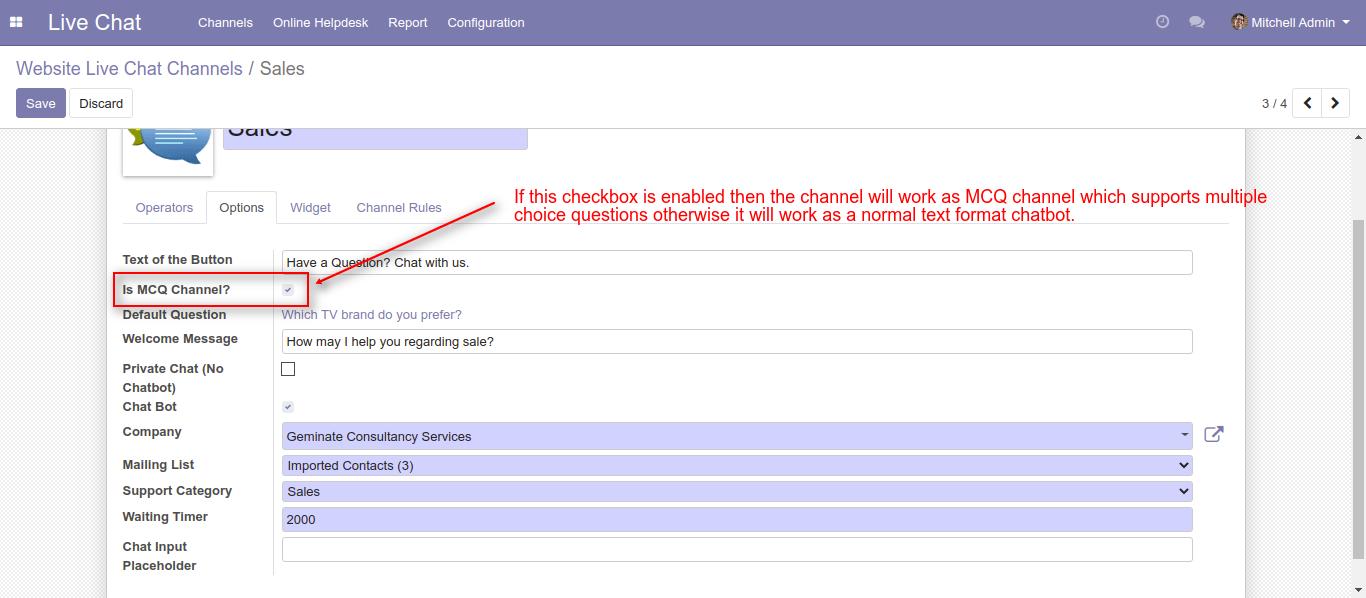 Live Chat Channels Online Helpdesk Report Configuration Mitchell Admin
Website Live Chat Channels / Sales
Save Discard 3 / 4
Sales
If this checkbox is enabled then the channel will work as MCQ channel which supports multiple
choice questions otherwise it will work as a normal text format chatbot.
Operators Options Widget Channel Rules
Text of the Button Have a Question? Chat with us.
Is MCQ Channel?
Default Question Which TV brand do you prefer?
Welcome Message How may I help you regarding sale?
Private Chat (No
Chatbot)
Chat Bot
Company Geminate Consultancy Services
Mailing List Imported Contacts (3)
Support Category Sales
Waiting Timer 2000
Chat Input
Placeholder